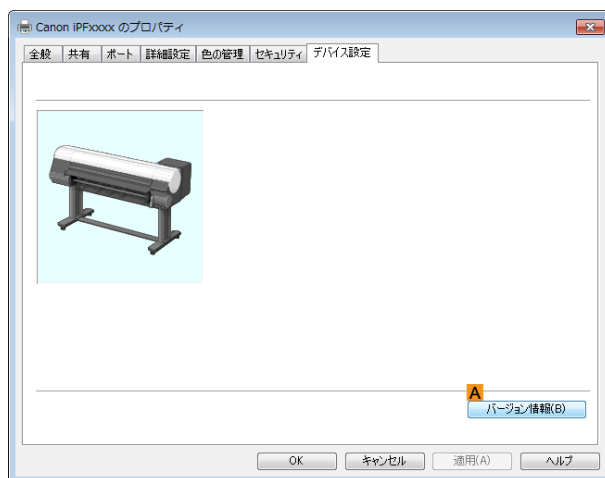 Canon iPFxxxx のプロパティ
全般 共有 ポート 詳細設定 色の管理 セキュリティ デバイス設定
A
バージョン情報(B)
OK キャンセル 適用(A) ヘルプ